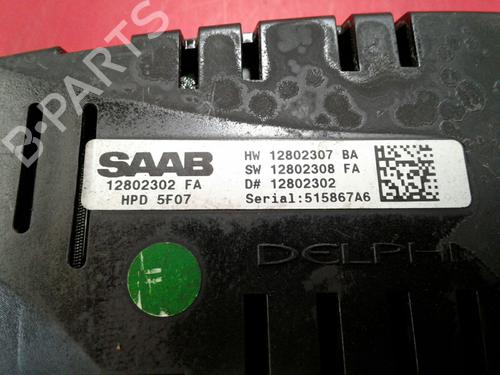 SAAB
12802302 FA
HPD 5F07
HW 12802307 BA
SW 12802308 FA
D# 12802302
Serial:515867A6
DELPHI
B-PARTS